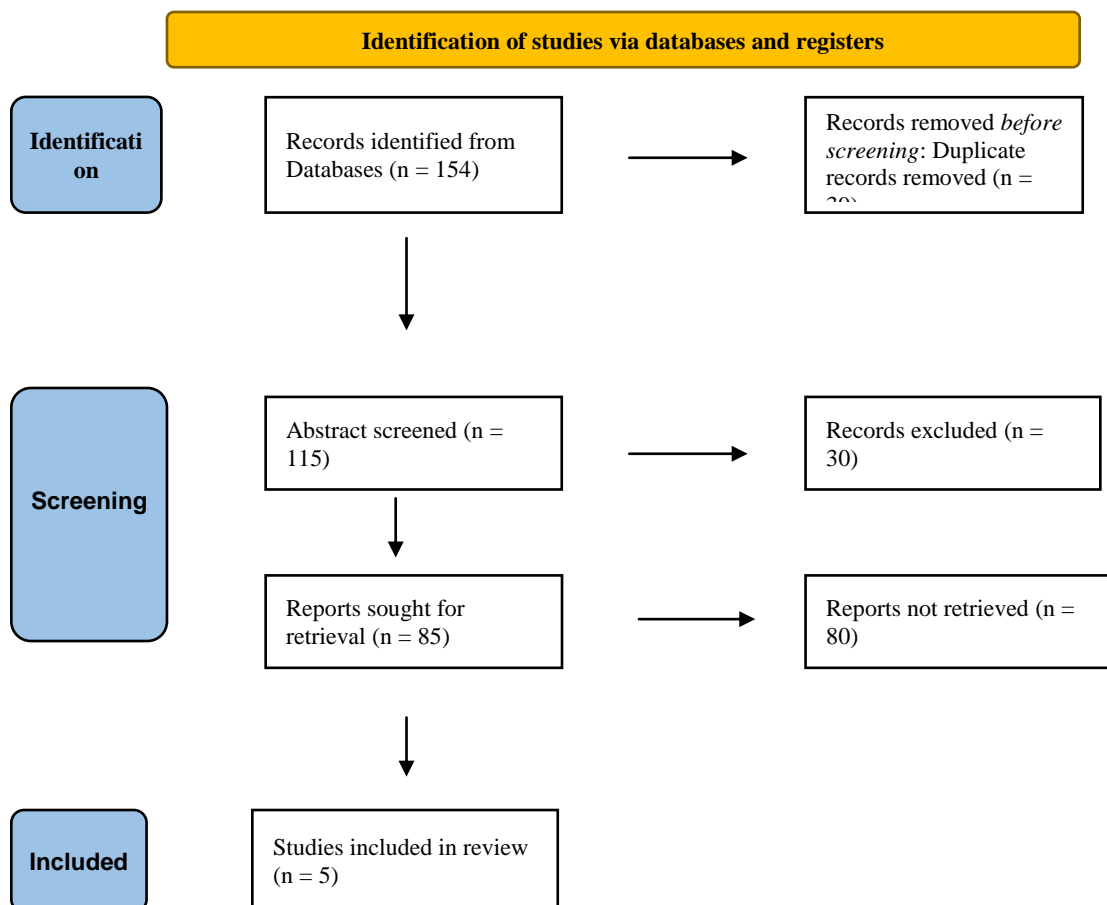 Identification of studies via databases and registers
Identificati
on
Records identified from
Databases (n = 154)
Records removed before
screening: Duplicate
records removed (n =
Screening
Abstract screened (n =
115)
Records excluded (n =
30)
Reports sought for
retrieval (n = 85)
Reports not retrieved (n =
80)
Included
Studies included in review
(n = 5)